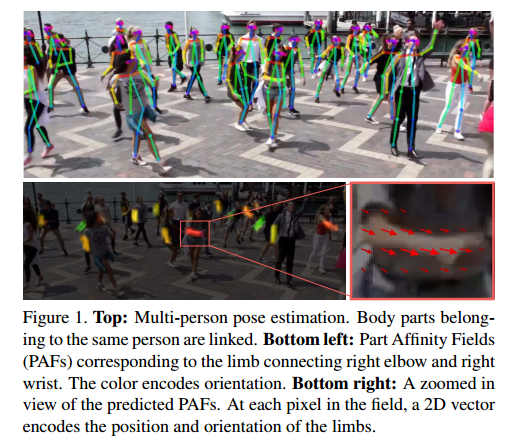 Figure 1. Top: Multi-person pose estimation. Body parts belong-
ing to the same person are linked. Bottom left: Part Affinity Fields
(PAFs) corresponding to the limb connecting right elbow and right
wrist. The color encodes orientation. Bottom right: A zoomed in
view of the predicted PAFs. At each pixel in the field, a 2D vector
encodes the position and orientation of the limbs.